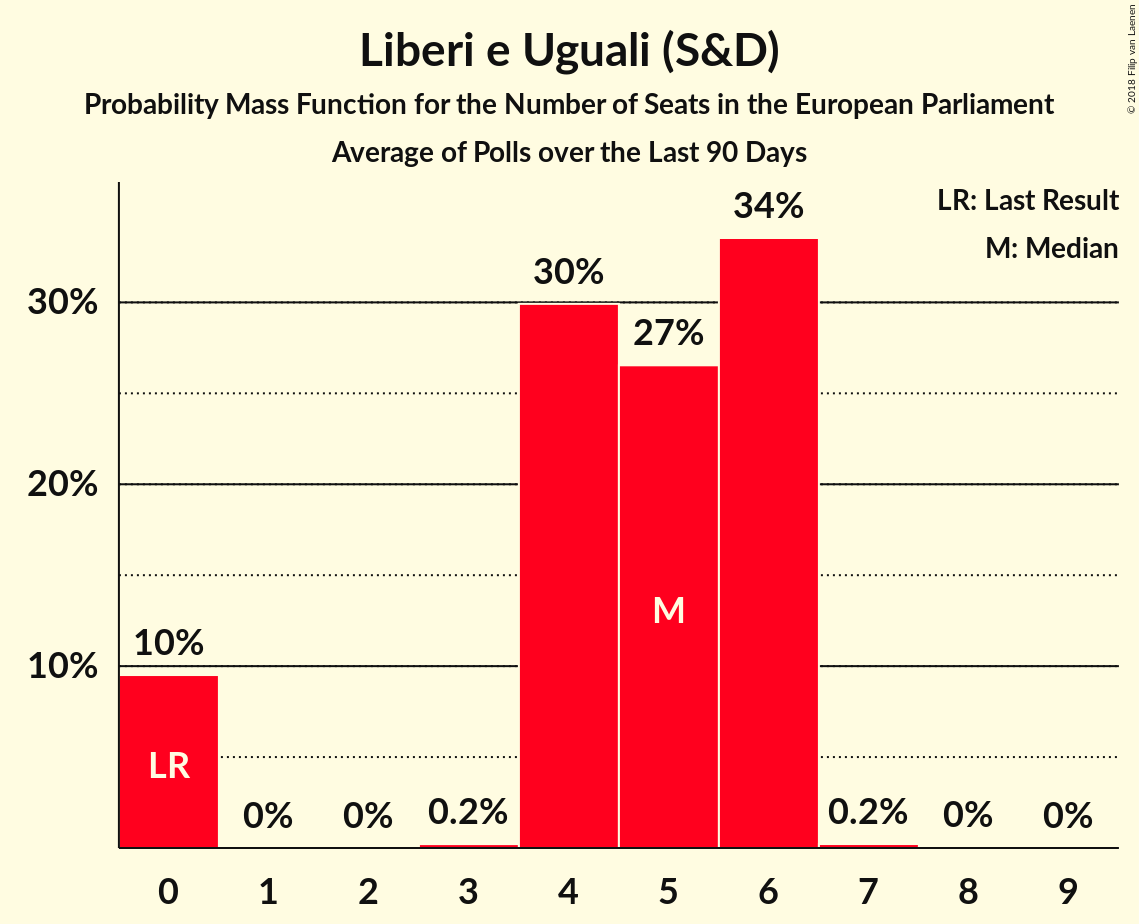 Liberi e Uguali (S&D)
Probability Mass Function for the Number of Seats in the European Parliament
Average of Polls over the Last 90 Days
© 2018 Filip van Laenen
LR: Last Result
M: Median
34%
30%
30%
27%
20%
M
10%
10%
LR
0%
0%
0.2%
0.2%
0%
0%
0 1 2 3 4 5 6 7 8 9